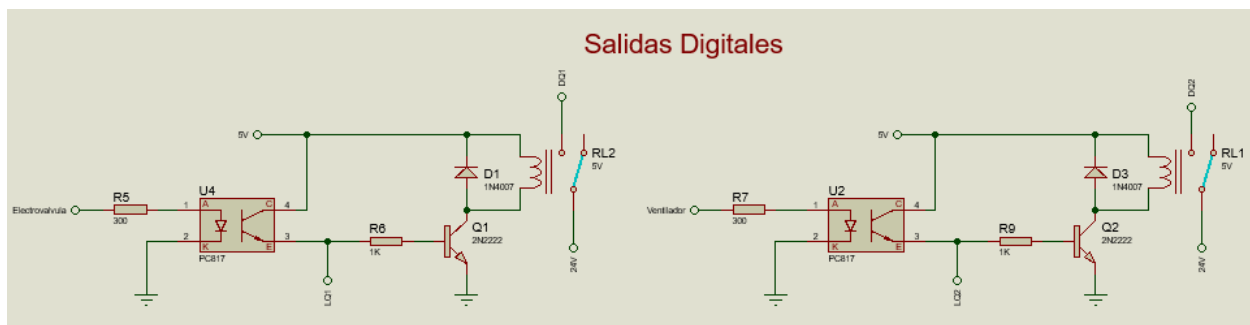 Salidas Digitales
DQ1
5V
RL2
5V
D1
1N4007
Electrovalvula
R5
300
U4
1
A
C
4
2
K
E
3
PC817
R6
1K
Q1
2N2222
LQ1
24V
DQ2
5V
RL1
5V
D3
1N4007
Ventilador
R7
300
U2
1
A
C
4
2
K
E
3
PC817
R9
1K
Q2
2N2222
LQ2
24V